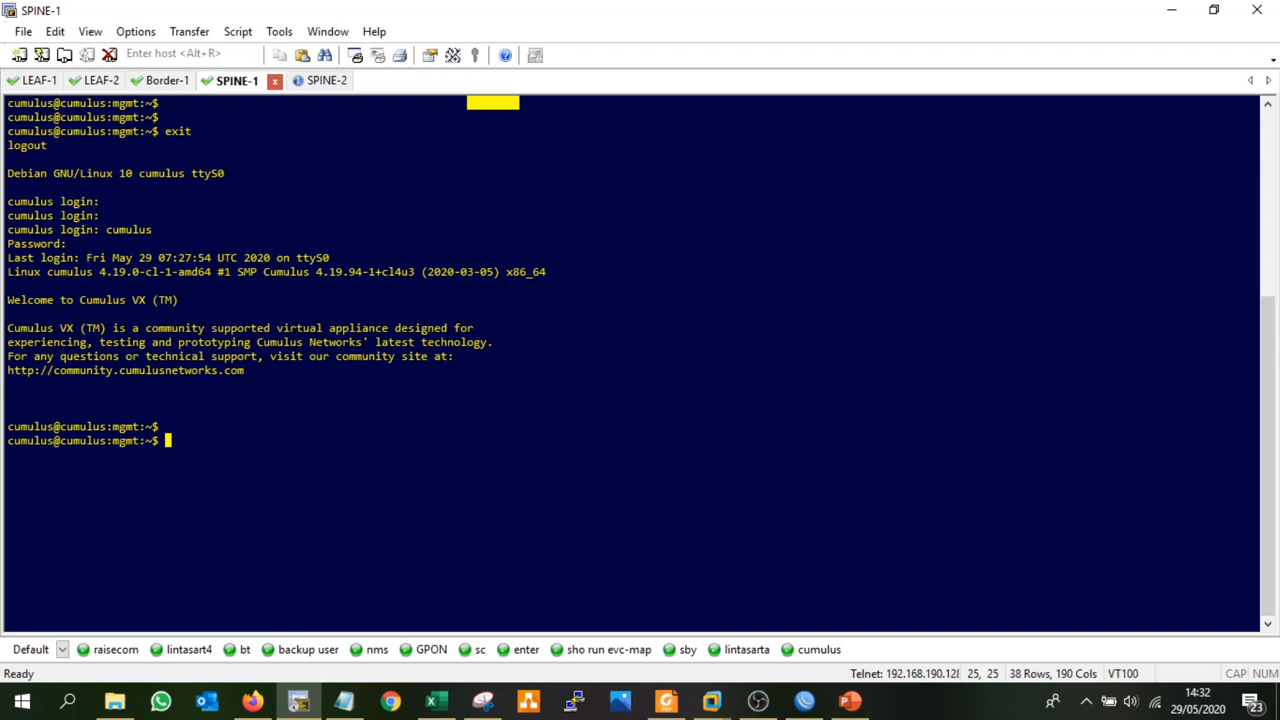 SPINE-1
File Edit View Options Transfer Script Tools Window Help
Enter host <Alt+R>
LEAF-1 LEAF-2 Border-1 SPINE-1 SPINE-2
cumulus@cumulus:mgmt:~$
cumulus@cumulus:mgmt:~$
cumulus@cumulus:mgmt:~$ exit
logout
Debian GNU/Linux 10 cumulus ttyS0
cumulus login:
cumulus login:
cumulus login: cumulus
Password:
Last login: Fri May 29 07:27:54 UTC 2020 on ttyS0
Linux cumulus 4.19.0-cl-1-amd64 #1 SMP Cumulus 4.19.94-1+cl4u3 (2020-03-05) x86_64
Welcome to Cumulus VX (TM)
Cumulus VX (TM) is a community supported virtual appliance designed for
experiencing, testing and prototyping Cumulus Networks' latest technology.
For any questions or technical support, visit our community site at:
http://community.cumulusnetworks.com
cumulus@cumulus:mgmt:~$
cumulus@cumulus:mgmt:~$
Default raisecom lintasart4 bt backup user nms GPON sc enter sho run evc-map sby lintasarta cumulus
Ready Telnet: 192.168.190.128 25, 25 38 Rows, 190 Cols VT100 CAP NUM
14:32
29/05/2020
23